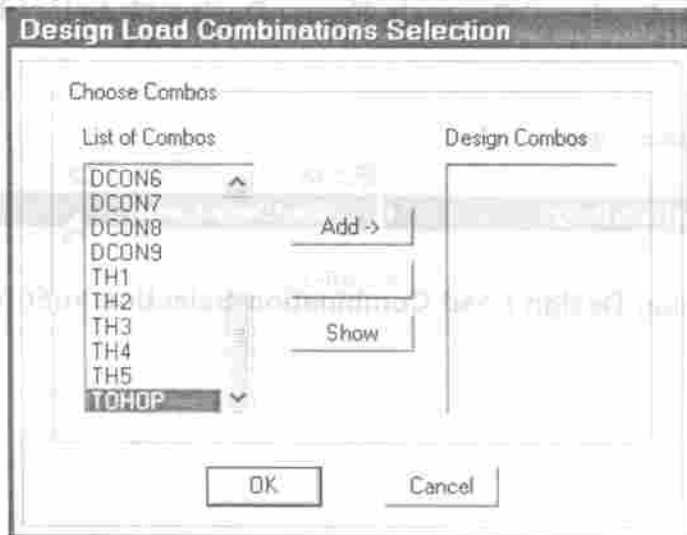 Design Load Combinations Selection
Choose Combos
List of Combos
Design Combos
DCON6
DCON7
DCON8
DCON9
TH1
TH2
TH3
TH4
TH5
TOHOP
Add ->
Show
OK
Cancel